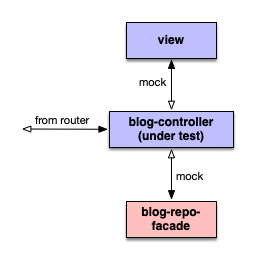 view
mock
from router
blog-controller
(under test)
mock
blog-repo-
facade